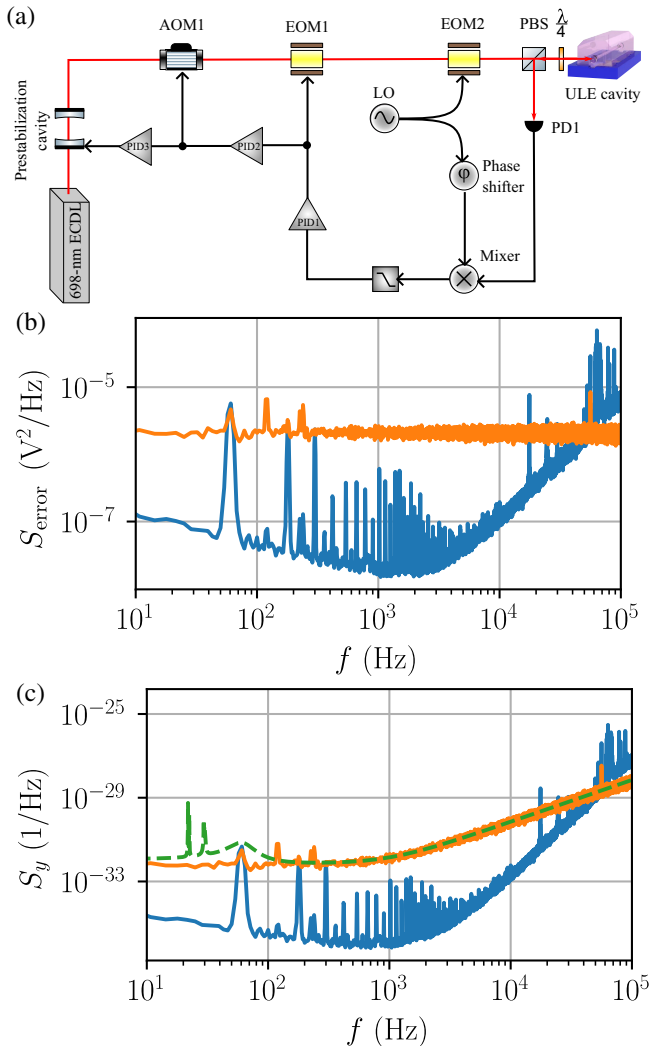 (a)
AOM1
EOM1
EOM2
PBS
λ/4
ULE cavity
LO
PD1
Prestabilization
cavity
PID3
PID2
φ
Phase
shifter
PID1
698-nm ECDL
Mixer
(b)
S_error (V²/Hz)
10⁻⁵
10⁻⁷
10¹ 10² 10³ 10⁴ 10⁵
f (Hz)
(c)
S_y (1/Hz)
10⁻²⁵
10⁻²⁹
10⁻³³
10¹ 10² 10³ 10⁴ 10⁵
f (Hz)